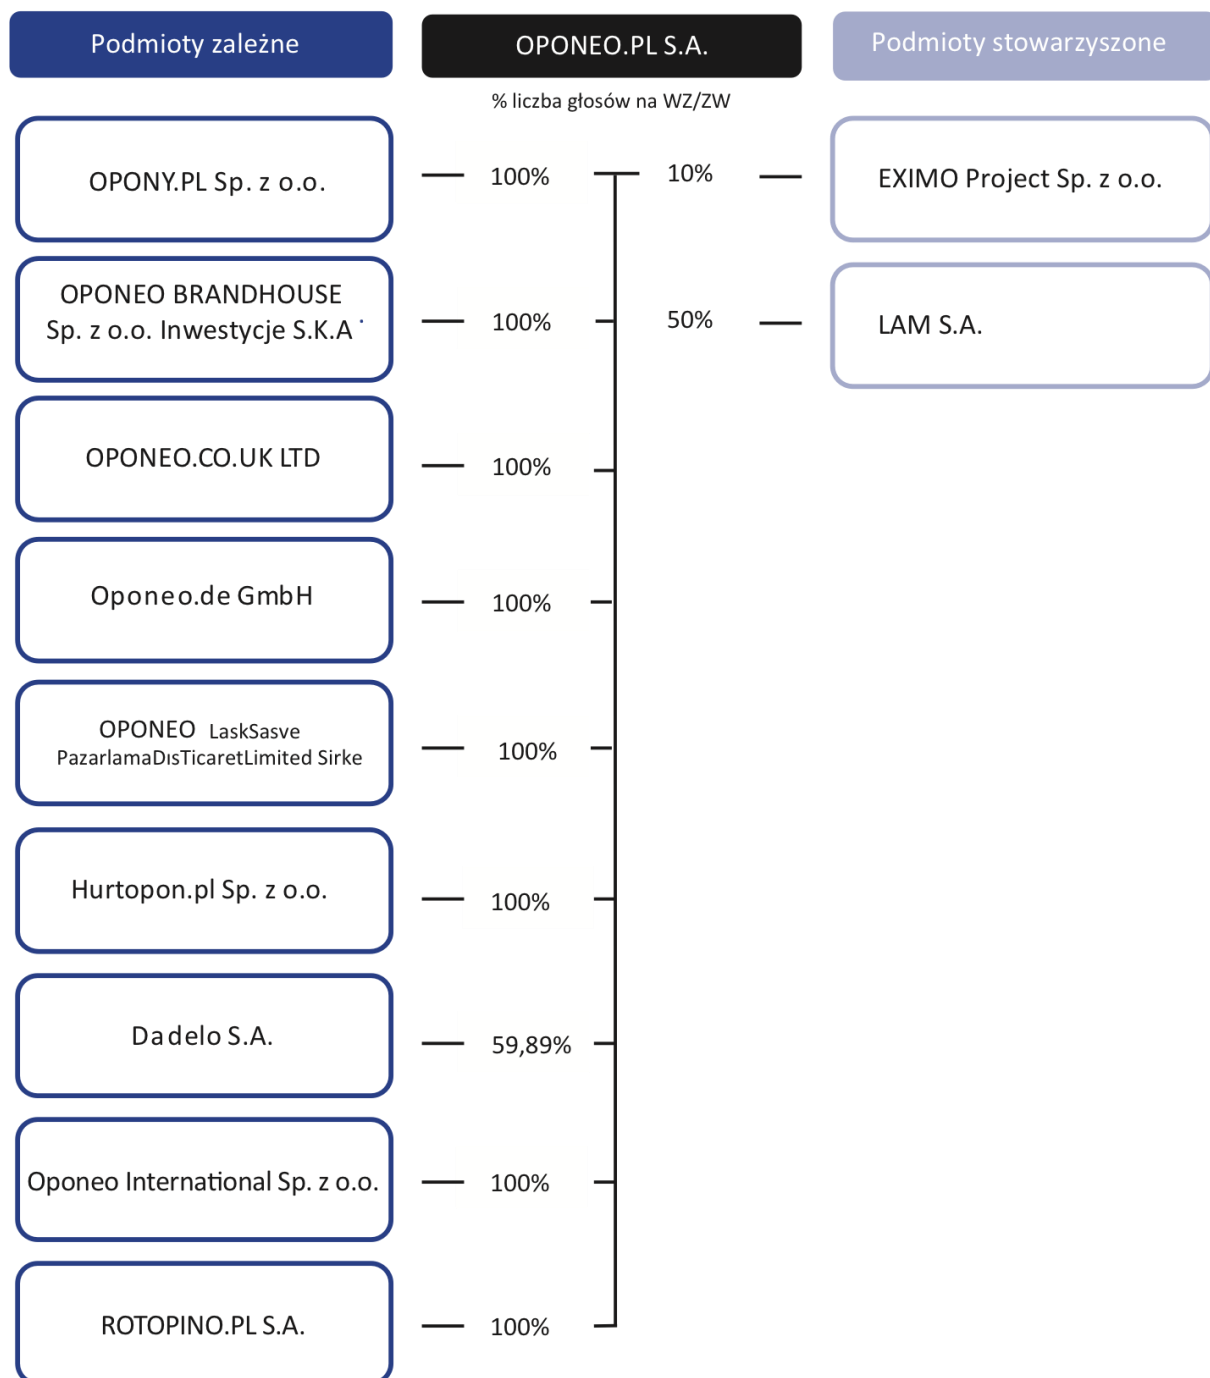 Podmioty zależne
OPONEO.PL S.A.
Podmioty stowarzyszone
% liczba głosów na WZ/ZW
OPONY.PL Sp. z o.o.
100%
10%
EXIMO Project Sp. z o.o.
OPONEO BRANDHOUSE
Sp. z o.o. Inwestycje S.K.A
100%
50%
LAM S.A.
OPONEO.CO.UK LTD
100%
Oponeo.de GmbH
100%
OPONEO LaskSasve
PazarlamaDısTicaretLimited Sirke
100%
Hurtopon.pl Sp. z o.o.
100%
Dadelo S.A.
59,89%
Oponeo International Sp. z o.o.
100%
ROTOPINO.PL S.A.
100%